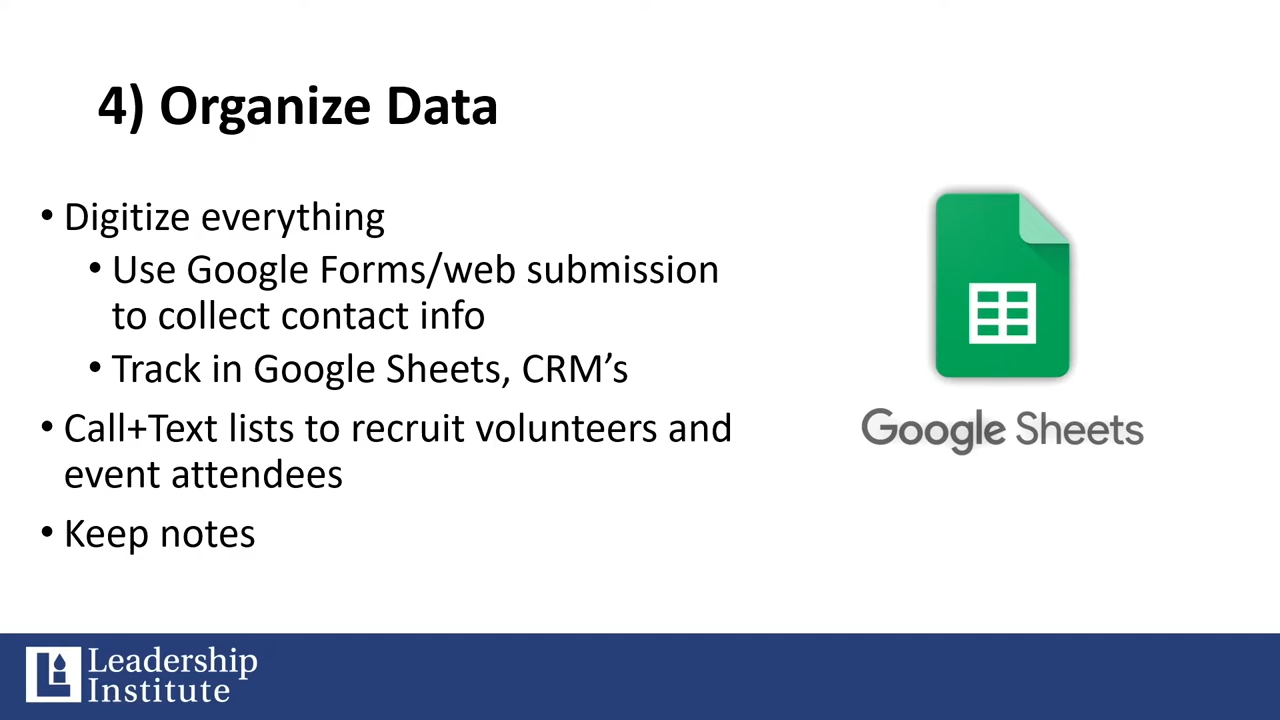 4) Organize Data
• Digitize everything
• Use Google Forms/web submission
to collect contact info
• Track in Google Sheets, CRM’s
• Call+Text lists to recruit volunteers and
event attendees
• Keep notes
Google Sheets
Leadership
Institute